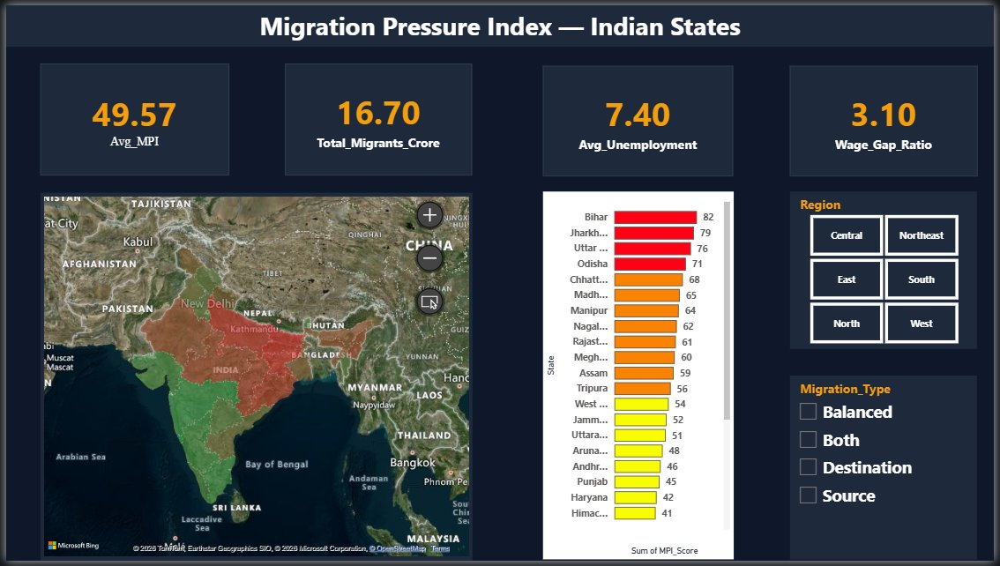 Migration Pressure Index — Indian States
49.57
Avg_MPI
16.70
Total_Migrants_Crore
7.40
Avg_Unemployment
3.10
Wage_Gap_Ratio
NISTAN
TAJIKISTAN
at City
Kabul
AFGHANISTAN
QINGHAI
CHINA
TIBET
PAKISTAN
New Delhi
NEPAL
Kathmandu
BHUTAN
Muscat
Mascat
INDIA
BANGLADESH
YUNNAN
MYANMAR
Naypyidaw
LAOS
THAILAND
Bangkok
Arabian Sea
Bay of Bengal
Andaman
Sea
Phnom Pe
SRI LANKA
Laccadive
Sea
MALAYSIA
Microsoft Bing
© 2026 TomTom, Earthstar Geographics SIO, © 2026 Microsoft Corporation, © OpenStreetMap Terms
State
Bihar 82
Jharkh... 79
Uttar ... 76
Odisha 71
Chhatt... 68
Madh... 65
Manipur 64
Nagal... 62
Rajast... 61
Megh... 60
Assam 59
Tripura 56
West ... 54
Jamm... 52
Uttara... 51
Aruna... 48
Andhr... 46
Punjab 45
Haryana 42
Himac... 41
Sum of MPI_Score
Region
Central Northeast
East South
North West
Migration_Type
Balanced
Both
Destination
Source